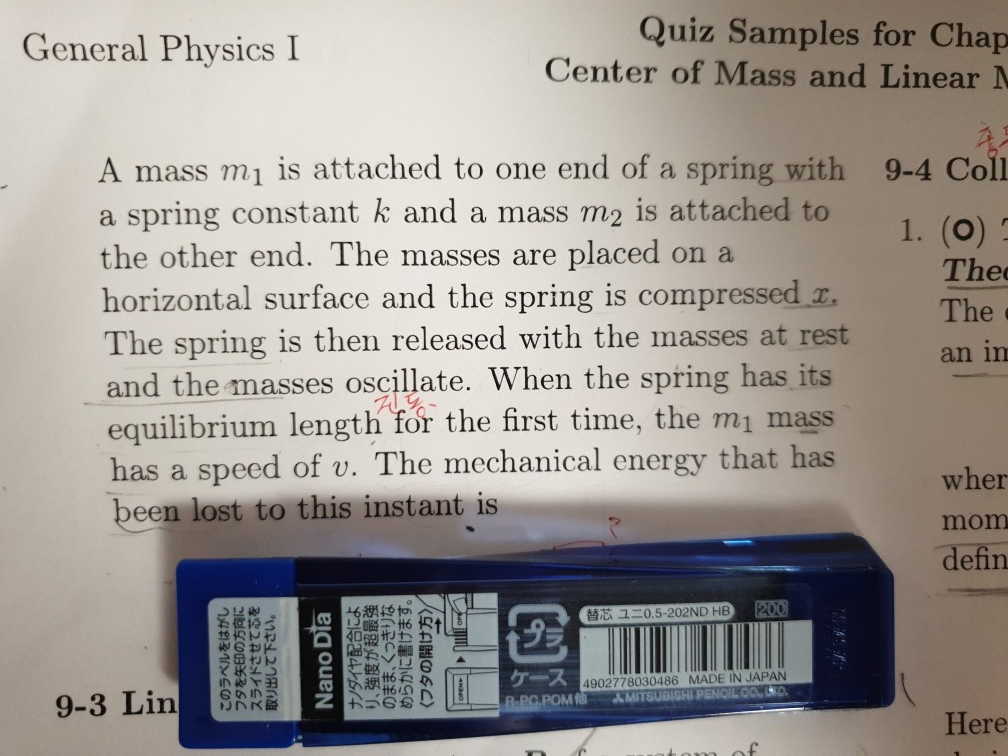 General Physics I
Quiz Samples for Chap
Center of Mass and Linear M
A mass m₁ is attached to one end of a spring with
a spring constant k and a mass m₂ is attached to
the other end. The masses are placed on a
horizontal surface and the spring is compressed x.
The spring is then released with the masses at rest
and the masses oscillate. When the spring has its
진동
equilibrium length for the first time, the m₁ mass
has a speed of v. The mechanical energy that has
been lost to this instant is
?
9-3 Lin
9-4 Coll
1. (O)
Theo
The
an im
wher
mom
defin
Here
このラベルをはがし
フタを矢印の方向に
スライドさせて芯を
取り出して下さい。
Nano Dia
ナノダイヤ配合によ
り、強度が超最強
のまま、くっきりな
めらかに書けます。
〈フタの開け方〉
OPEN
プラ
ケース
R-PC,POM他
替芯 ユニ0.5-202ND HB
200
4902778030486 MADE IN JAPAN
MITSUBISHI PENCIL CO., LTD.